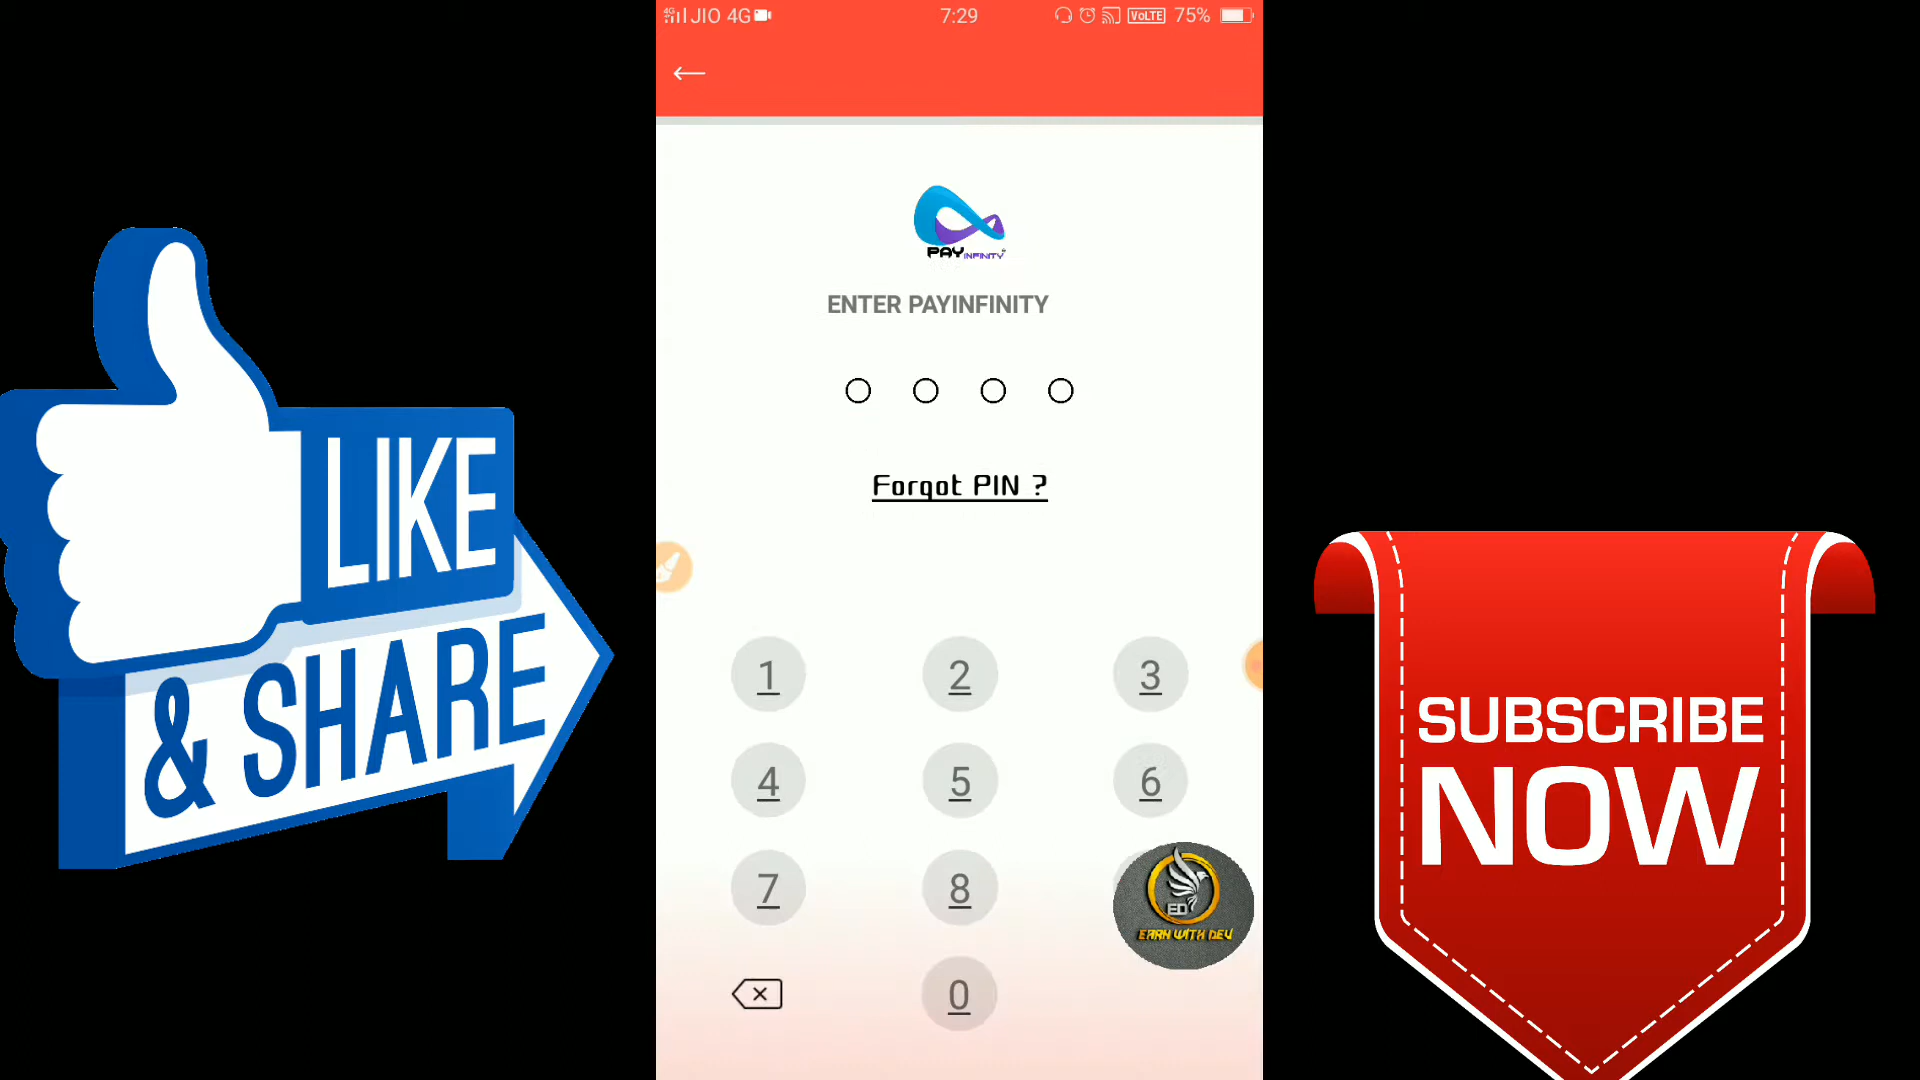 4G JIO 4G 7:29 VoLTE 75%
PAY INFINITY
ENTER PAYINFINITY
Forgot PIN ?
LIKE
& SHARE
1 2 3
4 5 6
7 8
0
ED
EARN WITH DEV
SUBSCRIBE
NOW